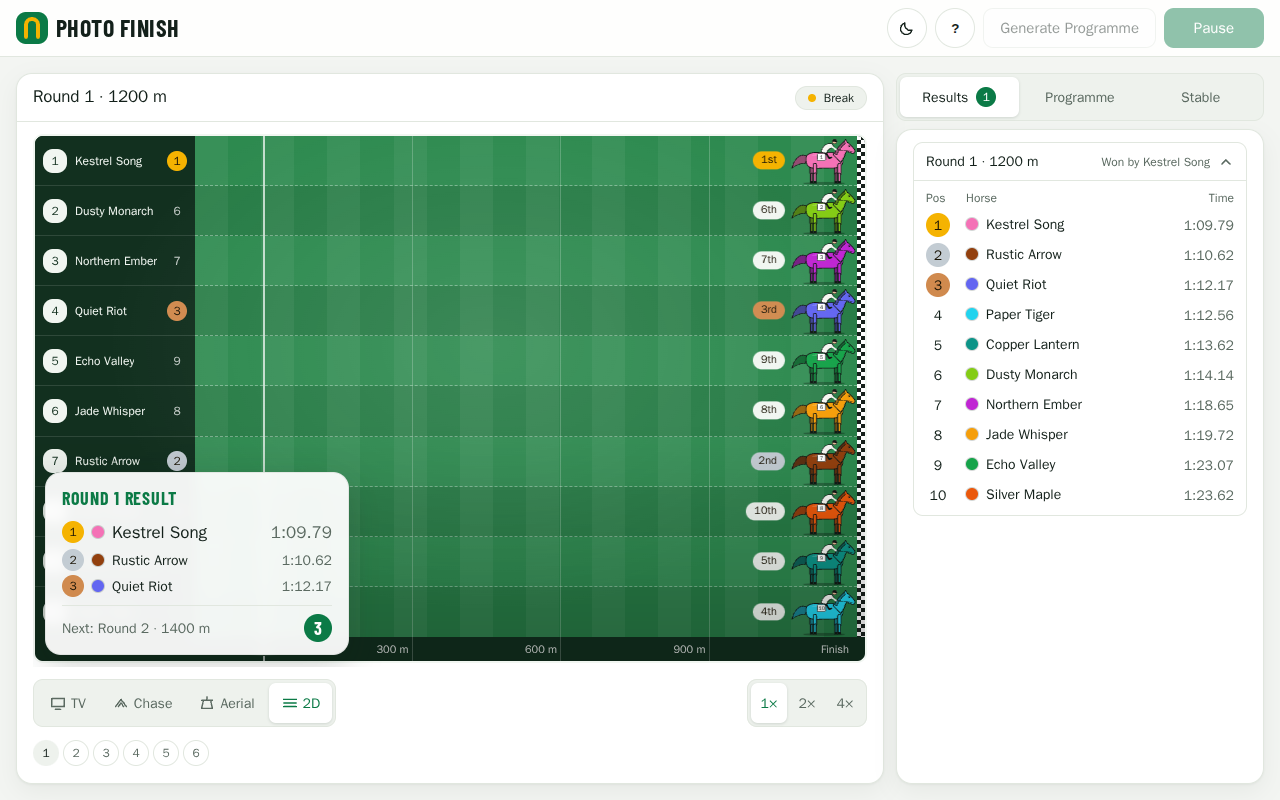 PHOTO FINISH
?
Generate Programme
Pause
Round 1 · 1200 m
Break
1 Kestrel Song 1
1st
2 Dusty Monarch 6
6th
3 Northern Ember 7
7th
4 Quiet Riot 3
3rd
5 Echo Valley 9
9th
6 Jade Whisper 8
8th
7 Rustic Arrow 2
2nd
10th
5th
4th
ROUND 1 RESULT
1 Kestrel Song 1:09.79
2 Rustic Arrow 1:10.62
3 Quiet Riot 1:12.17
Next: Round 2 · 1400 m 3
300 m 600 m 900 m Finish
TV Chase Aerial 2D
1× 2× 4×
1 2 3 4 5 6
Results 1 Programme Stable
Round 1 · 1200 m Won by Kestrel Song
Pos Horse Time
1 Kestrel Song 1:09.79
2 Rustic Arrow 1:10.62
3 Quiet Riot 1:12.17
4 Paper Tiger 1:12.56
5 Copper Lantern 1:13.62
6 Dusty Monarch 1:14.14
7 Northern Ember 1:18.65
8 Jade Whisper 1:19.72
9 Echo Valley 1:23.07
10 Silver Maple 1:23.62